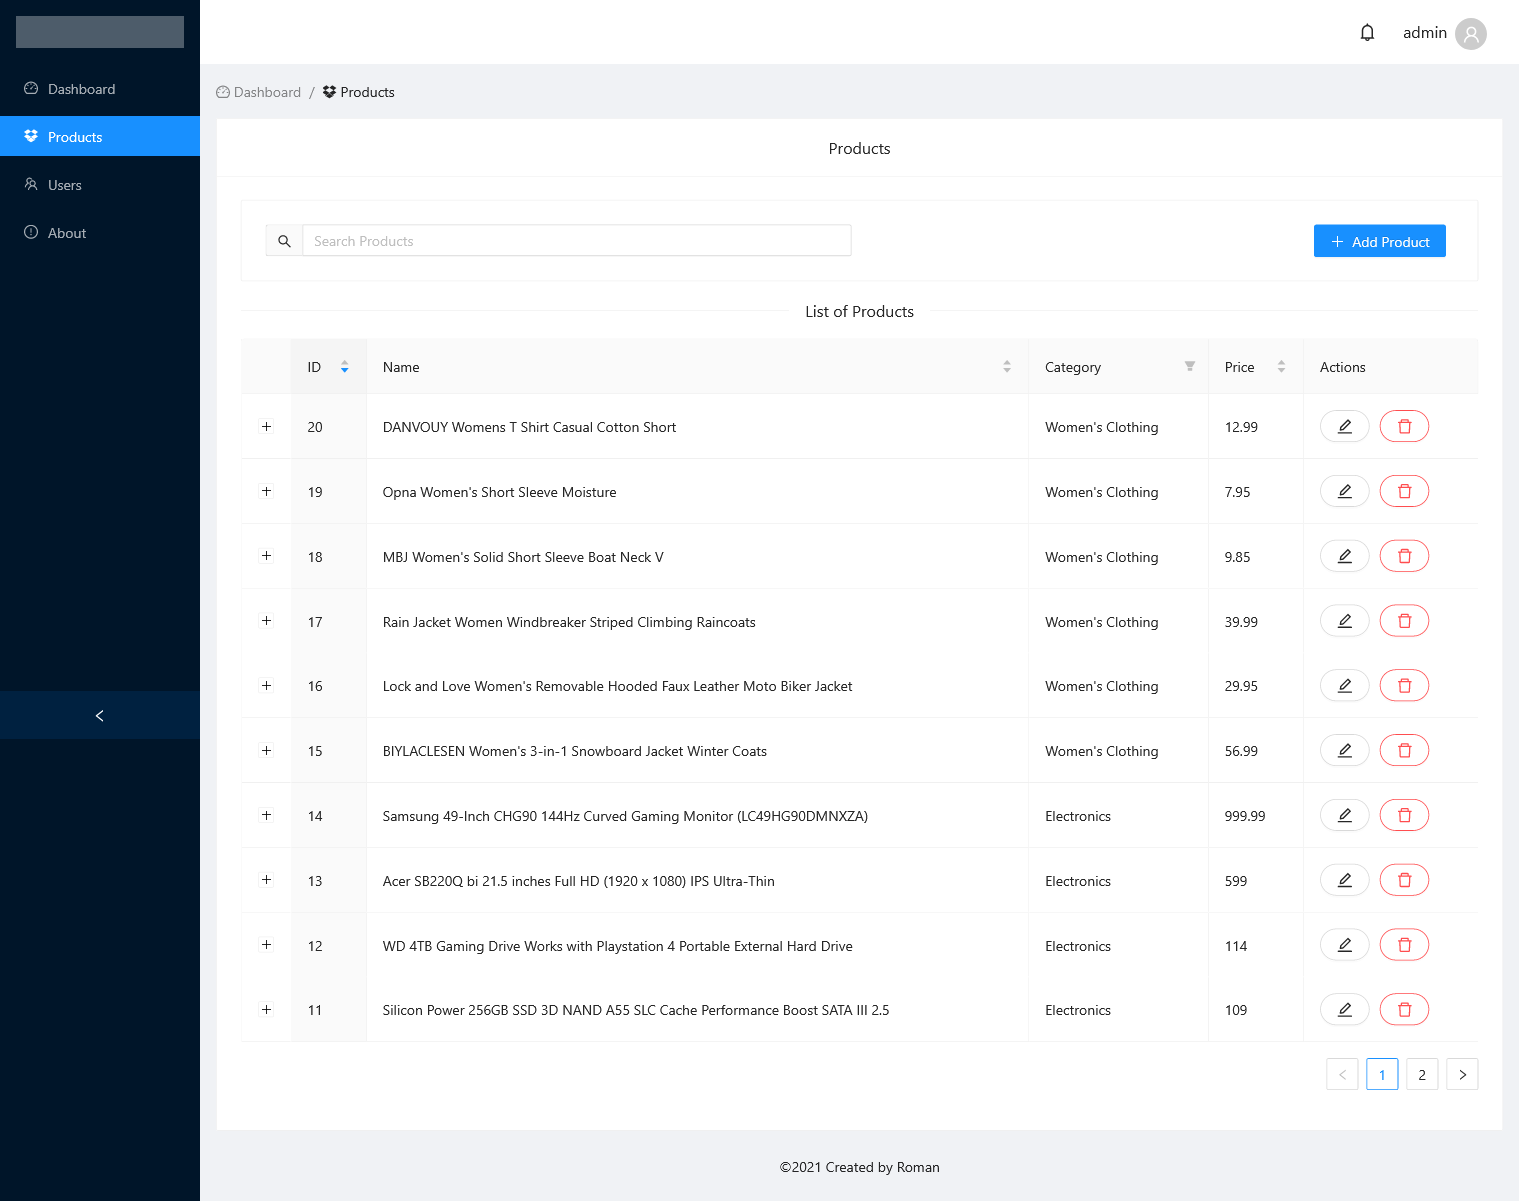 admin
Dashboard
Products
Users
About
Dashboard / Products
Products
Search Products
Add Product
List of Products
ID Name Category Price Actions
20 DANVOUY Womens T Shirt Casual Cotton Short Women's Clothing 12.99
19 Opna Women's Short Sleeve Moisture Women's Clothing 7.95
18 MBJ Women's Solid Short Sleeve Boat Neck V Women's Clothing 9.85
17 Rain Jacket Women Windbreaker Striped Climbing Raincoats Women's Clothing 39.99
16 Lock and Love Women's Removable Hooded Faux Leather Moto Biker Jacket Women's Clothing 29.95
15 BIYLACLESEN Women's 3-in-1 Snowboard Jacket Winter Coats Women's Clothing 56.99
14 Samsung 49-Inch CHG90 144Hz Curved Gaming Monitor (LC49HG90DMNXZA) Electronics 999.99
13 Acer SB220Q bi 21.5 inches Full HD (1920 x 1080) IPS Ultra-Thin Electronics 599
12 WD 4TB Gaming Drive Works with Playstation 4 Portable External Hard Drive Electronics 114
11 Silicon Power 256GB SSD 3D NAND A55 SLC Cache Performance Boost SATA III 2.5 Electronics 109
1 2
©2021 Created by Roman